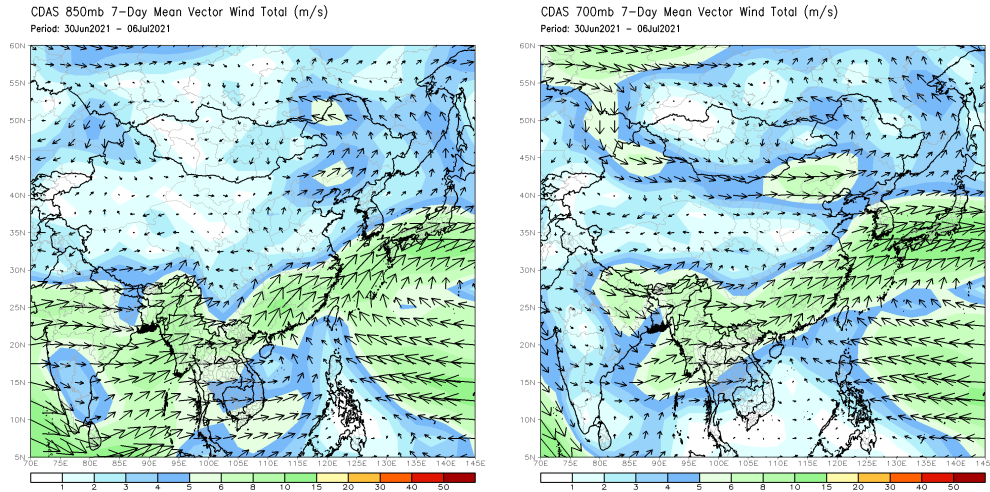 CDAS 850mb 7-Day Mean Vector Wind Total (m/s)
Period: 30Jun2021 - 06Jul2021
60N
55N
50N
45N
40N
35N
30N
25N
20N
15N
10N
5N
70E 75E 80E 85E 90E 95E 100E 105E 110E 115E 120E 125E 130E 135E 140E 145E
1 2 3 4 5 6 8 10 15 20 30 40 50
CDAS 700mb 7-Day Mean Vector Wind Total (m/s)
Period: 30Jun2021 - 06Jul2021
60N
55N
50N
45N
40N
35N
30N
25N
20N
15N
10N
5N
70E 75E 80E 85E 90E 95E 100E 105E 110E 115E 120E 125E 130E 135E 140E 145E
1 2 3 4 5 6 8 10 15 20 30 40 50